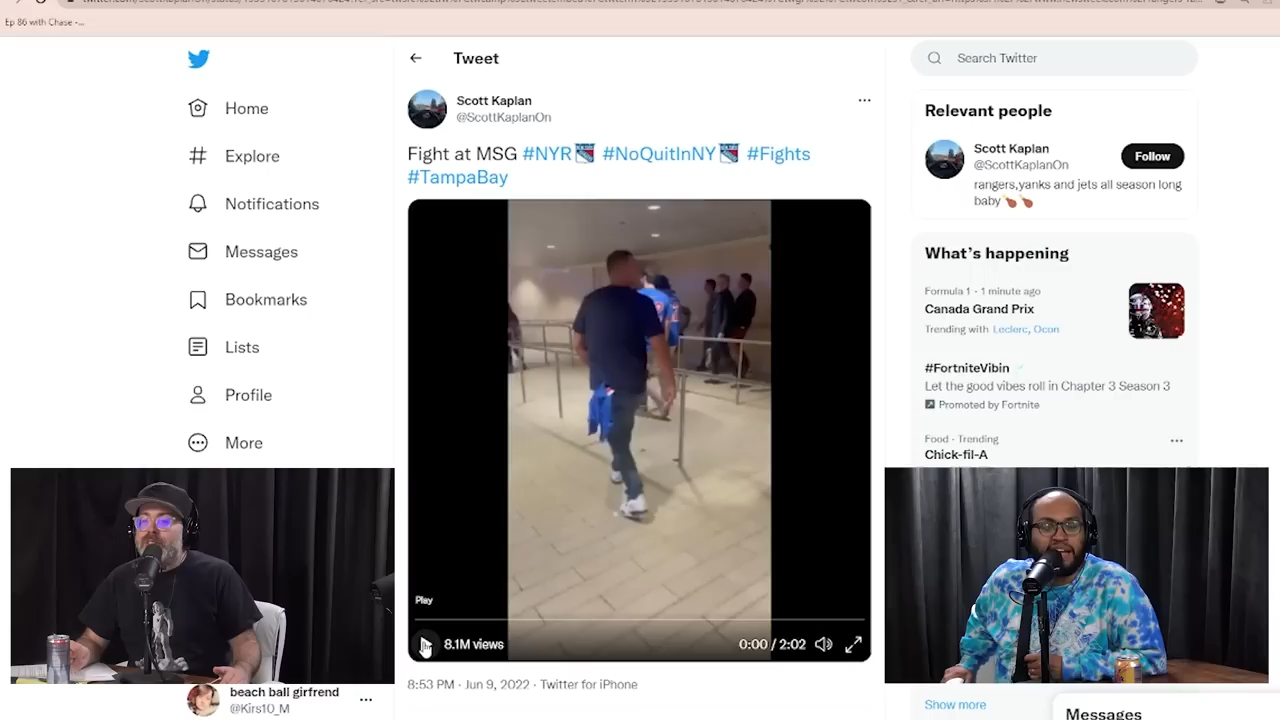 Ep 86 with Chase -...
Tweet
Search Twitter
Home
Explore
Notifications
Messages
Bookmarks
Lists
Profile
More
beach ball girfrend
@Kirs10_M
Scott Kaplan
@ScottKaplanOn
Fight at MSG #NYR #NoQuitInNY #Fights
#TampaBay
Play
8.1M views
0:00 / 2:02
8:53 PM · Jun 9, 2022 · Twitter for iPhone
Relevant people
Scott Kaplan
@ScottKaplanOn
Follow
rangers,yanks and jets all season long
baby
What's happening
Formula 1 · 1 minute ago
Canada Grand Prix
Trending with Leclerc, Ocon
#FortniteVibin
Let the good vibes roll in Chapter 3 Season 3
Promoted by Fortnite
Food · Trending
Chick-fil-A
Show more
Messages